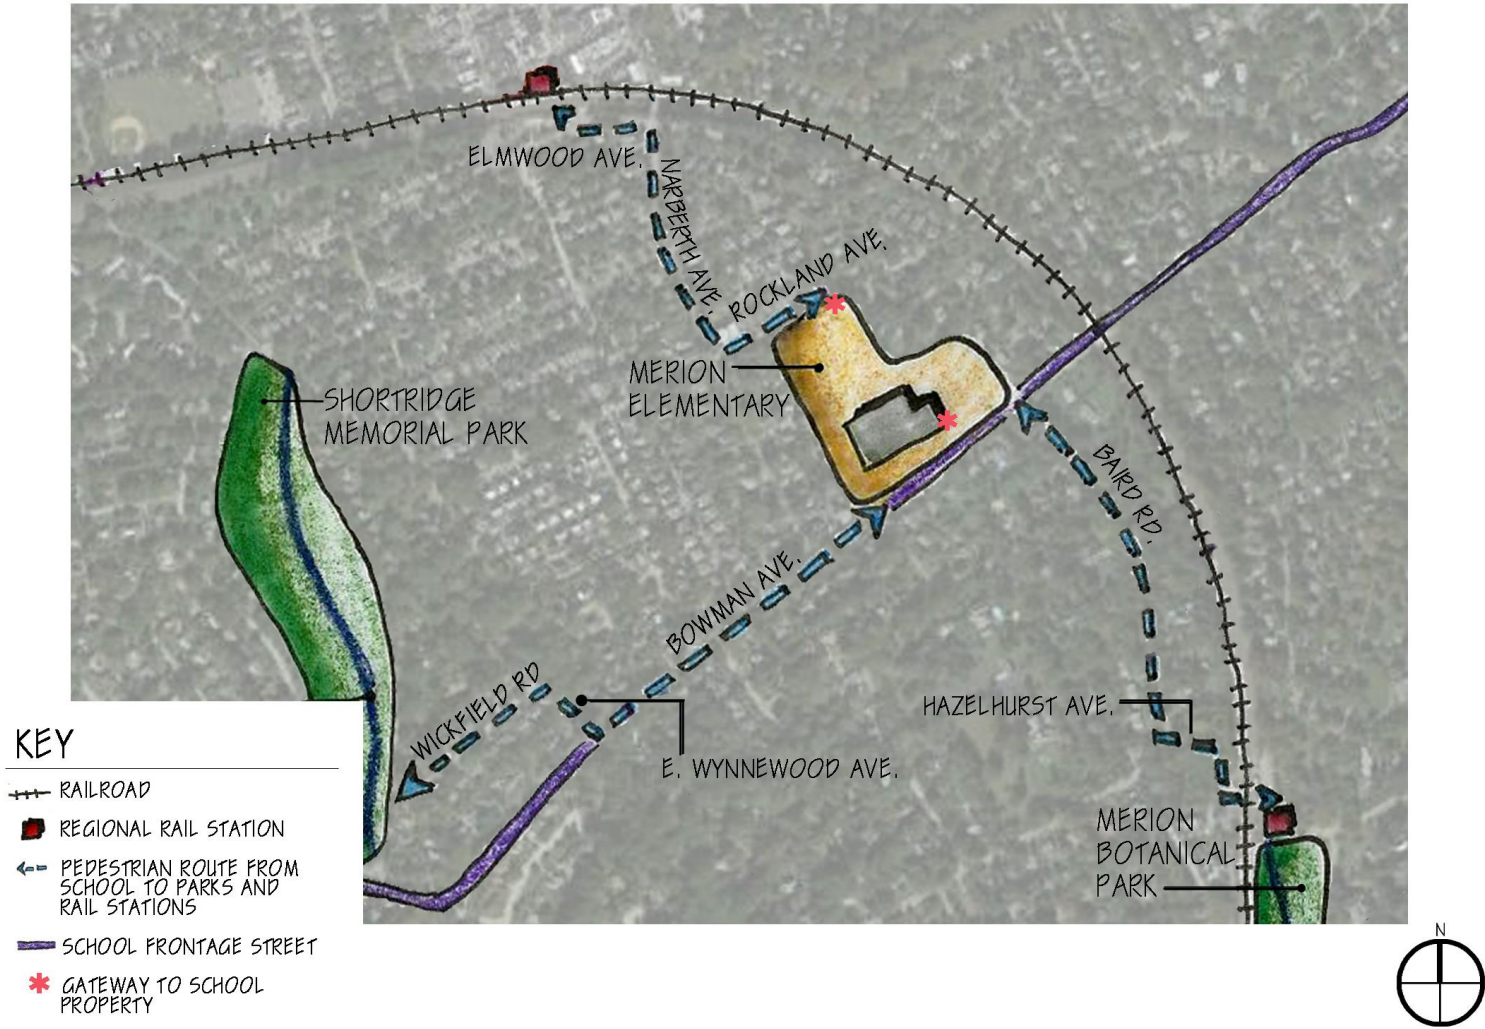 ELMWOOD AVE.
NARBERTH AVE.
ROCKLAND AVE.
MERION
ELEMENTARY
SHORTRIDGE
MEMORIAL PARK
BAIRD RD.
BOWMAN AVE.
WICKFIELD RD
HAZELHURST AVE.
E. WYNNEWOOD AVE.
MERION
BOTANICAL
PARK
KEY
RAILROAD
REGIONAL RAIL STATION
PEDESTRIAN ROUTE FROM
SCHOOL TO PARKS AND
RAIL STATIONS
SCHOOL FRONTAGE STREET
GATEWAY TO SCHOOL
PROPERTY
N